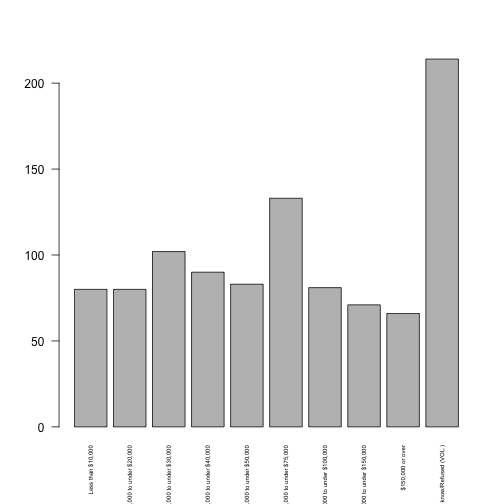 200
150
100
50
0
Less than $10,000
,000 to under $20,000
,000 to under $30,000
,000 to under $40,000
,000 to under $50,000
,000 to under $75,000
000 to under $100,000
000 to under $150,000
$150,000 or over
know/Refused (VOL.)